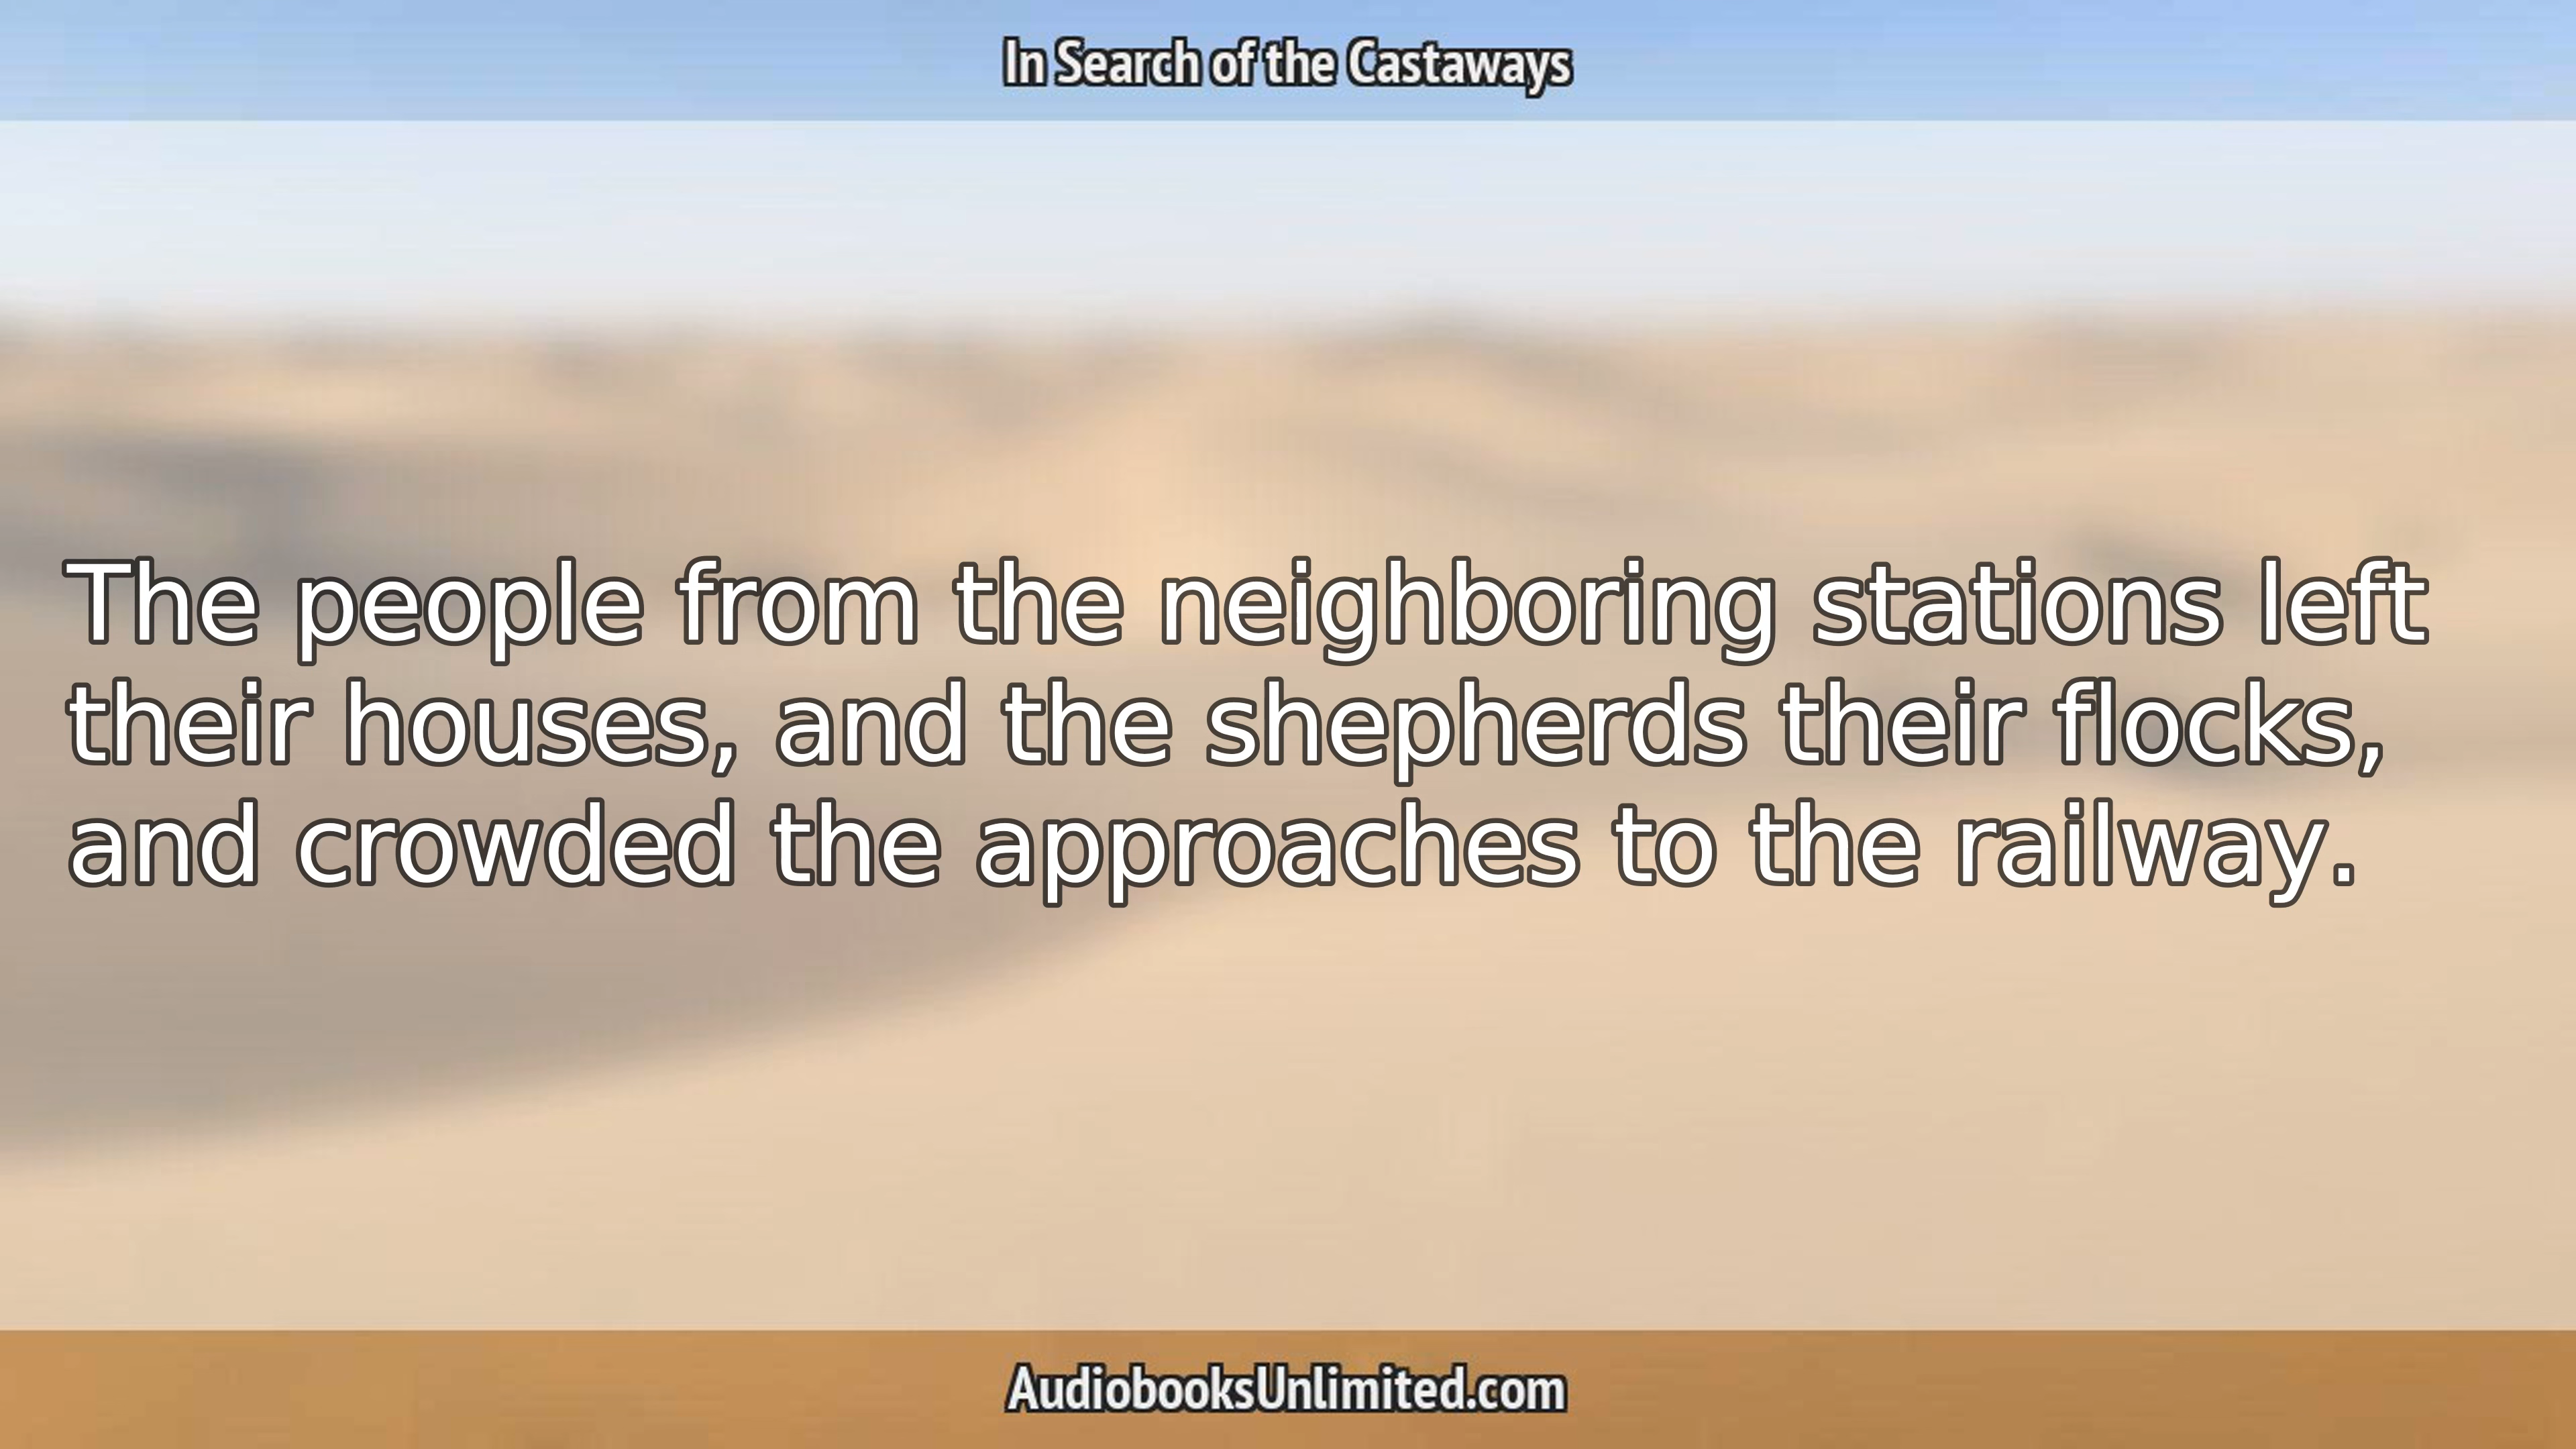 In Search of the Castaways
The people from the neighboring stations left
their houses, and the shepherds their flocks,
and crowded the approaches to the railway.
AudiobooksUnlimited.com